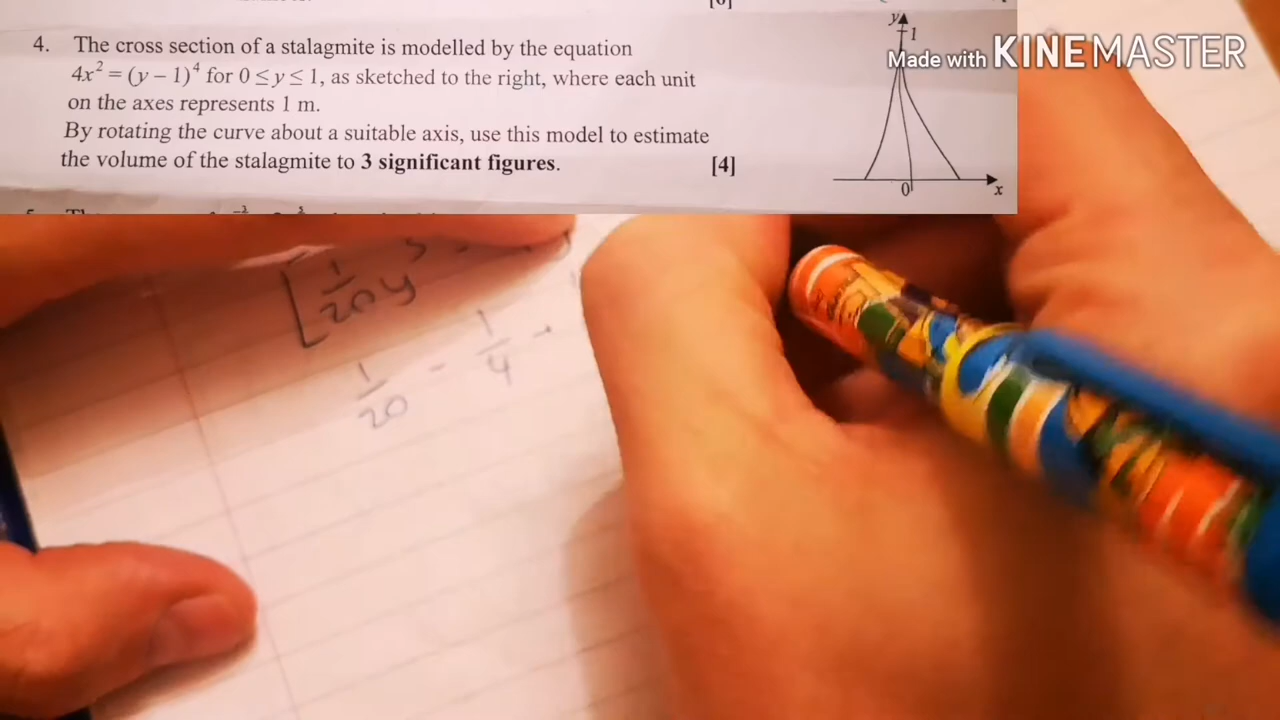 4. The cross section of a stalagmite is modelled by the equation
4x² = (y – 1)⁴ for 0 ≤ y ≤ 1, as sketched to the right, where each unit
on the axes represents 1 m.
By rotating the curve about a suitable axis, use this model to estimate
the volume of the stalagmite to 3 significant figures. [4]
y
1
0
x
Made with KINEMASTER
[1/20 y⁵
1/20 - 1/4 +